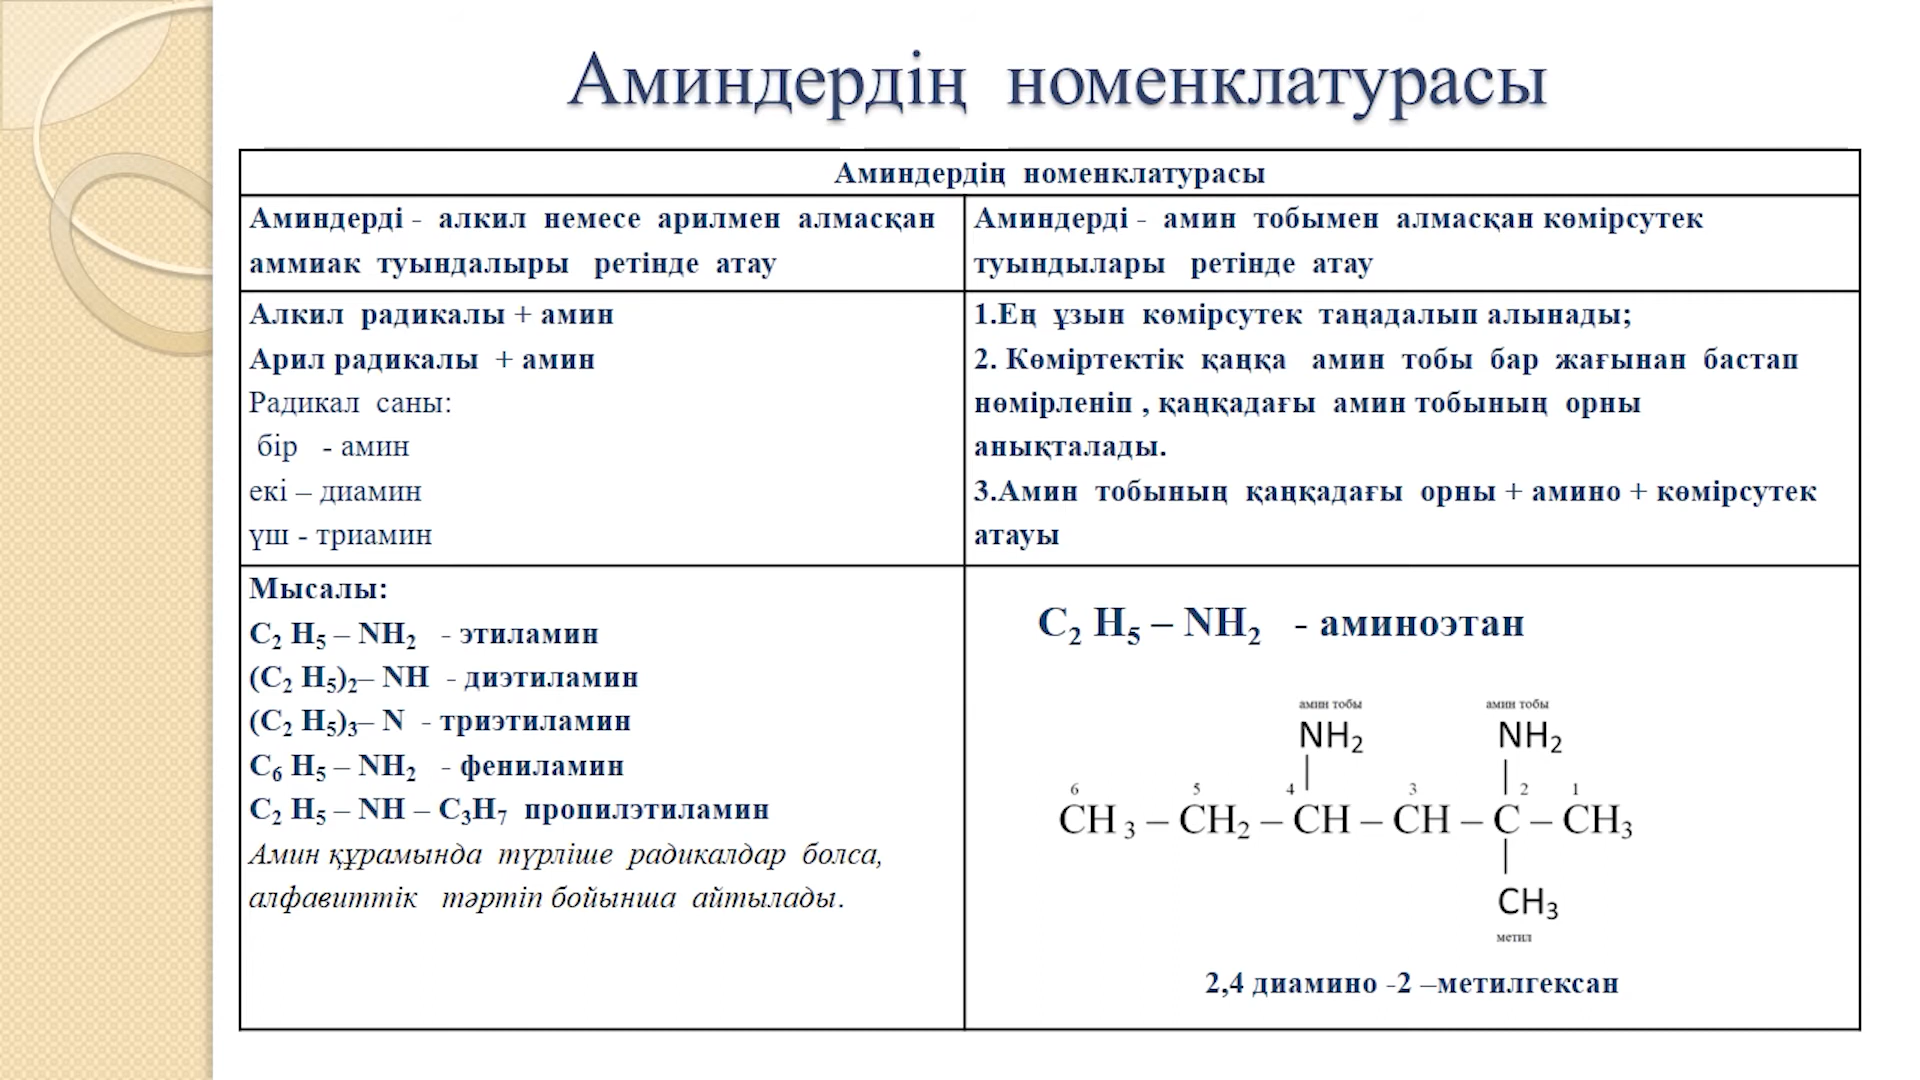 Аминдердің номенклатурасы
Аминдердің номенклатурасы
Аминдерді - алкил немесе арилмен алмасқан
аммиак туындалыры ретінде атау
Аминдерді - амин тобымен алмасқан көмірсутек
туындылары ретінде атау
Алкил радикалы + амин
Арил радикалы + амин
Радикал саны:
бір - амин
екі – диамин
үш - триамин
1.Ең ұзын көмірсутек таңадалып алынады;
2. Көміртектік қаңқа амин тобы бар жағынан бастап
нөмірленіп , қаңқадағы амин тобының орны
анықталады.
3.Амин тобының қаңқадағы орны + амино + көмірсутек
атауы
Мысалы:
C₂ H₅ – NH₂ - этиламин
(C₂ H₅)₂– NH - диэтиламин
(C₂ H₅)₃– N - триэтиламин
C₆ H₅ – NH₂ - фениламин
C₂ H₅ – NH – C₃H₇ пропилэтиламин
Амин құрамында түрліше радикалдар болса,
алфавиттік тәртіп бойынша айтылады.
C₂ H₅ – NH₂ - аминоэтан
амин тобы амин тобы
NH₂ NH₂
6 5 4 3 2 1
CH ₃ – CH₂ – CH – CH – C – CH₃
CH₃
метил
2,4 диамино -2 –метилгексан